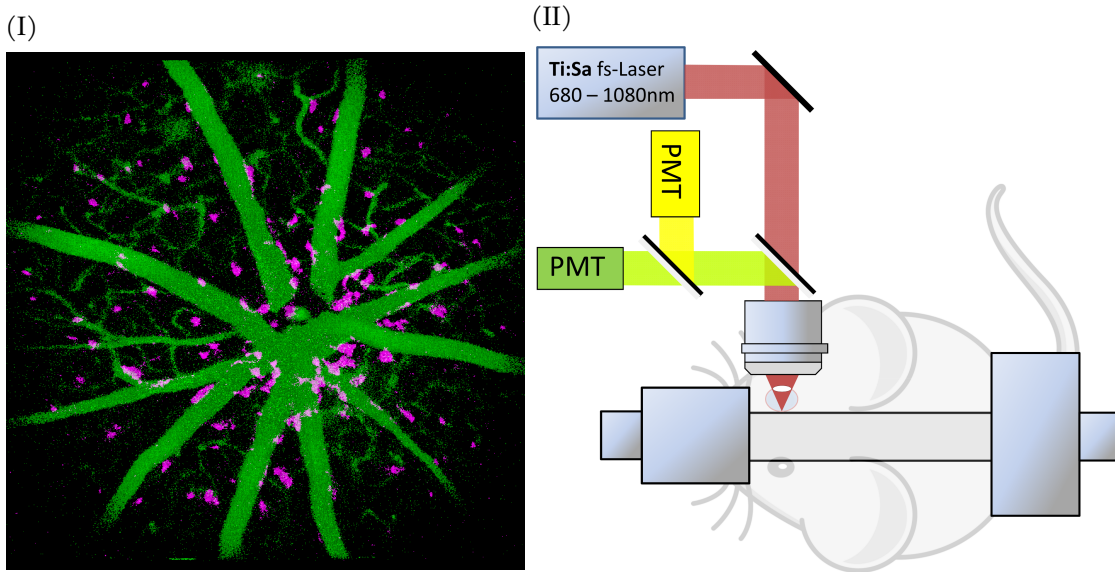 (I)
(II)
Ti:Sa fs-Laser
680 – 1080nm
PMT
PMT